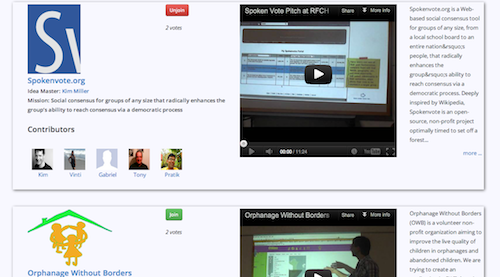 Sv
Unjoin
2 votes
Spokenvote.org
Idea Master: Kim Miller
Mission: Social consensus for groups of any size that radically enhances the
group's ability to reach consensus via a democratic process
Contributors
Kim Vinti Gabriel Tony Pratik
Spoken Vote Pitch at RFCH Share More info
00:00 / 11:24 YouTube
Spokenvote.org is a Web-
based social consensus tool
for groups of any size, from
a local school board to an
entire nation&rsquo;s
people, that radically
enhances the
group&rsquo;s ability to
reach consensus via a
democratic process. Deeply
inspired by Wikipedia,
Spokenvote is an open-
source, non-profit project
optimally timed to set off a
forest...
more ...
Join
2 votes
Orphanage Without Borders
Orphanage Without Borders Share More info
Orphanage Without Borders
(OWB) is a volunteer non-
profit organization aiming to
improve the live quality of
children in orphanages and
abandoned children. We
are trying to create an